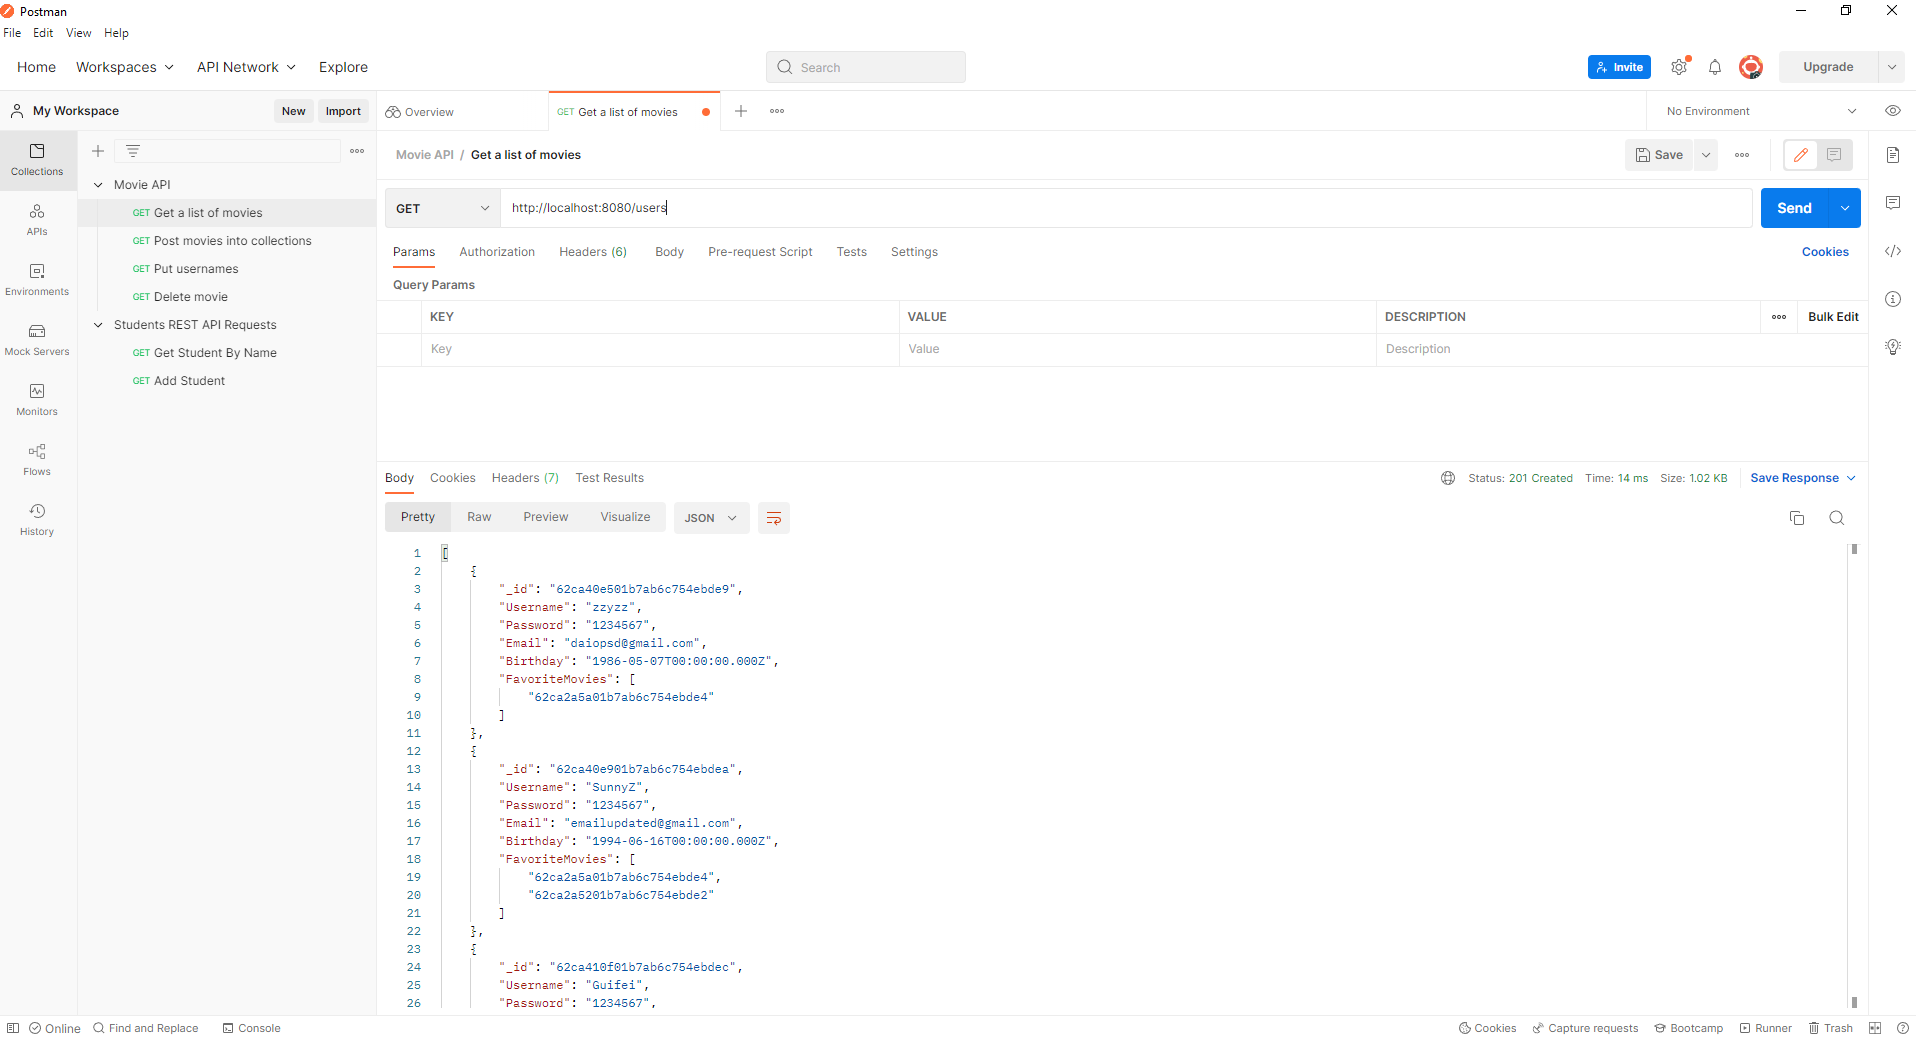 Postman
File Edit View Help
Home Workspaces API Network Explore Search Invite Upgrade
My Workspace New Import Overview GET Get a list of movies No Environment
Collections
APIs
Environments
Mock Servers
Monitors
Flows
History
Movie API
GET Get a list of movies
GET Post movies into collections
GET Put usernames
GET Delete movie
Students REST API Requests
GET Get Student By Name
GET Add Student
Movie API / Get a list of movies Save
GET http://localhost:8080/users Send
Params Authorization Headers (6) Body Pre-request Script Tests Settings Cookies
Query Params
KEY VALUE DESCRIPTION Bulk Edit
Key Value Description
Body Cookies Headers (7) Test Results Status: 201 Created Time: 14 ms Size: 1.02 KB Save Response
Pretty Raw Preview Visualize JSON
1 [
2 {
3 "_id": "62ca40e501b7ab6c754ebde9",
4 "Username": "zzyzz",
5 "Password": "1234567",
6 "Email": "daiopsd@gmail.com",
7 "Birthday": "1986-05-07T00:00:00.000Z",
8 "FavoriteMovies": [
9 "62ca2a5a01b7ab6c754ebde4"
10 ]
11 },
12 {
13 "_id": "62ca40e901b7ab6c754ebdea",
14 "Username": "SunnyZ",
15 "Password": "1234567",
16 "Email": "emailupdated@gmail.com",
17 "Birthday": "1994-06-16T00:00:00.000Z",
18 "FavoriteMovies": [
19 "62ca2a5a01b7ab6c754ebde4",
20 "62ca2a5201b7ab6c754ebde2"
21 ]
22 },
23 {
24 "_id": "62ca410f01b7ab6c754ebdec",
25 "Username": "Guifei",
26 "Password": "1234567",
Online Find and Replace Console Cookies Capture requests Bootcamp Runner Trash